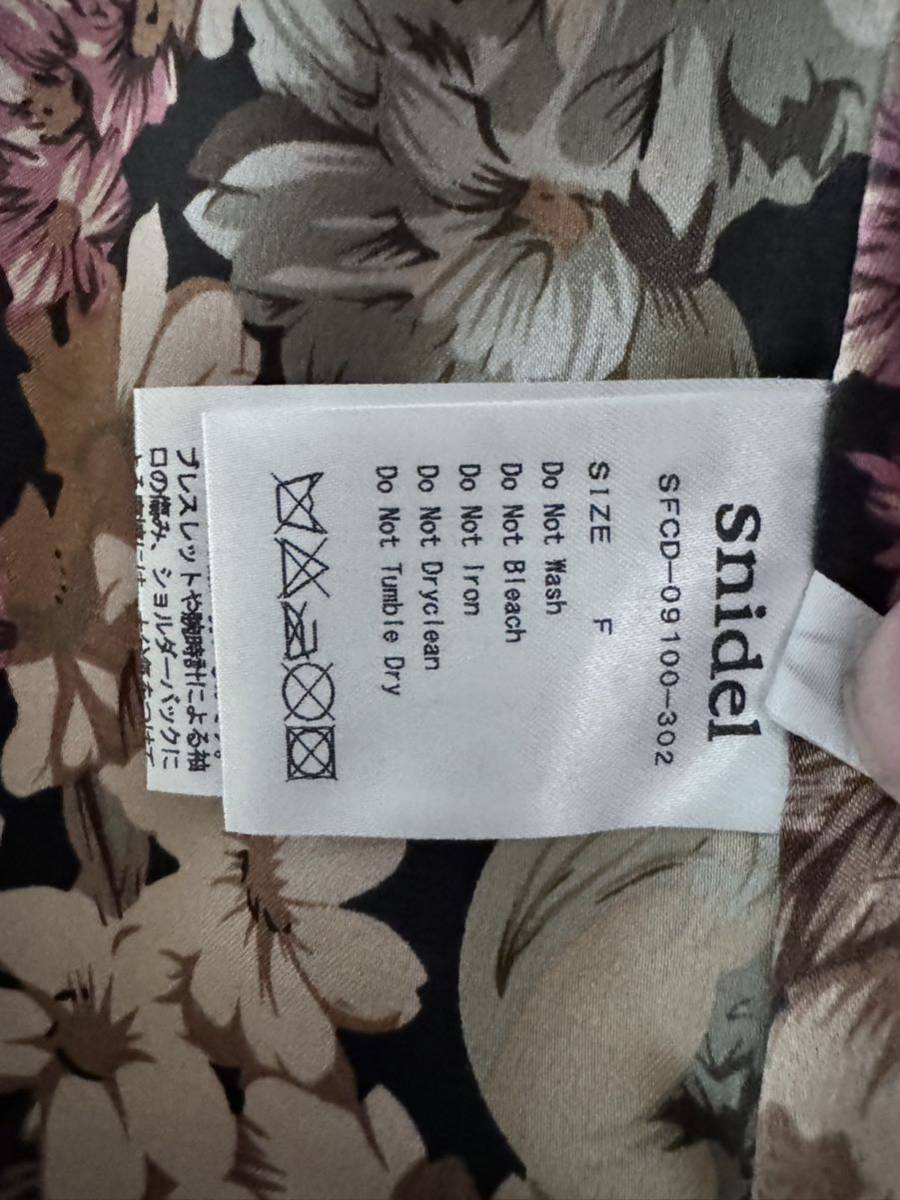 snidel
SFCD-09100-302
SIZE F
Do Not Wash
Do Not Bleach
Do Not Iron
Do Not Dryclean
Do Not Tumble Dry
ブレスレットや腕時計による袖
口の傷み、ショルダーバックに